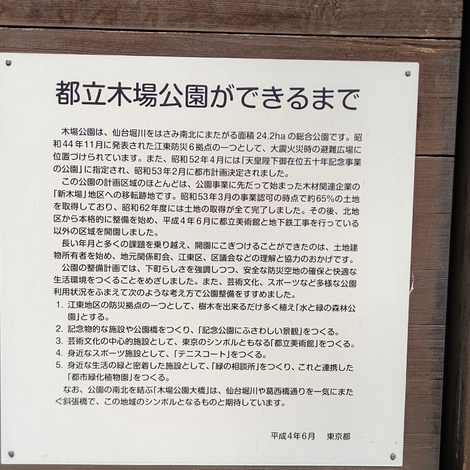 都立木場公園ができるまで
木場公園は、仙台堀川をはさみ南北にまたがる面積24.2haの総合公園です。昭
和44年11月に発表された江東防災6拠点の一つとして、大震火災時の避難広場に
位置づけられています。また、昭和52年4月には「天皇陛下御在位五十年記念事業
の公園」に指定され、昭和53年2月に都市計画決定されました。
この公園の計画区域のほとんどは、公園事業に先だって始まった木材関連企業の
「新木場」地区への移転跡地です。昭和53年3月の事業認可の時点で約65%の土地
を取得しており、昭和62年度には土地の取得が全て完了しました。その後、北地
区から本格的に整備を始め、平成4年6月に都立美術館と地下鉄工事を行っている
以外の区域を開園しました。
長い年月と多くの課題を乗り越え、開園にこぎつけることができたのは、土地建
物所有者を始め、地元関係町会、江東区、区議会などの理解と協力のおかげです。
公園の整備計画では、下町らしさを強調しつつ、安全な防災空地の確保と快適な
生活環境をつくることをめざしました。また、芸術文化、スポーツなど多様な公園
利用状況をふまえて次のような考え方で公園整備をすすめました。
1. 江東地区の防災拠点の一つとして、樹木を出来るだけ多く植え「水と緑の森林公
園」とする。
2. 記念物的な施設や公園橋をつくり、「記念公園にふさわしい景観」をつくる。
3. 芸術文化の中心的施設として、東京のシンボルともなる「都立美術館」をつくる。
4. 身近なスポーツ施設として、「テニスコート」をつくる。
5. 身近な生活の緑と密着した施設として、「緑の相談所」をつくり、これと連携した
「都市緑化植物園」をつくる。
なお、公園の南北を結ぶ「木場公園大橋」は、仙台堀川や葛西橋通りを一気にまた
ぐ斜張橋で、この地域のシンボルとなるものと期待しています。
平成4年6月 東京都